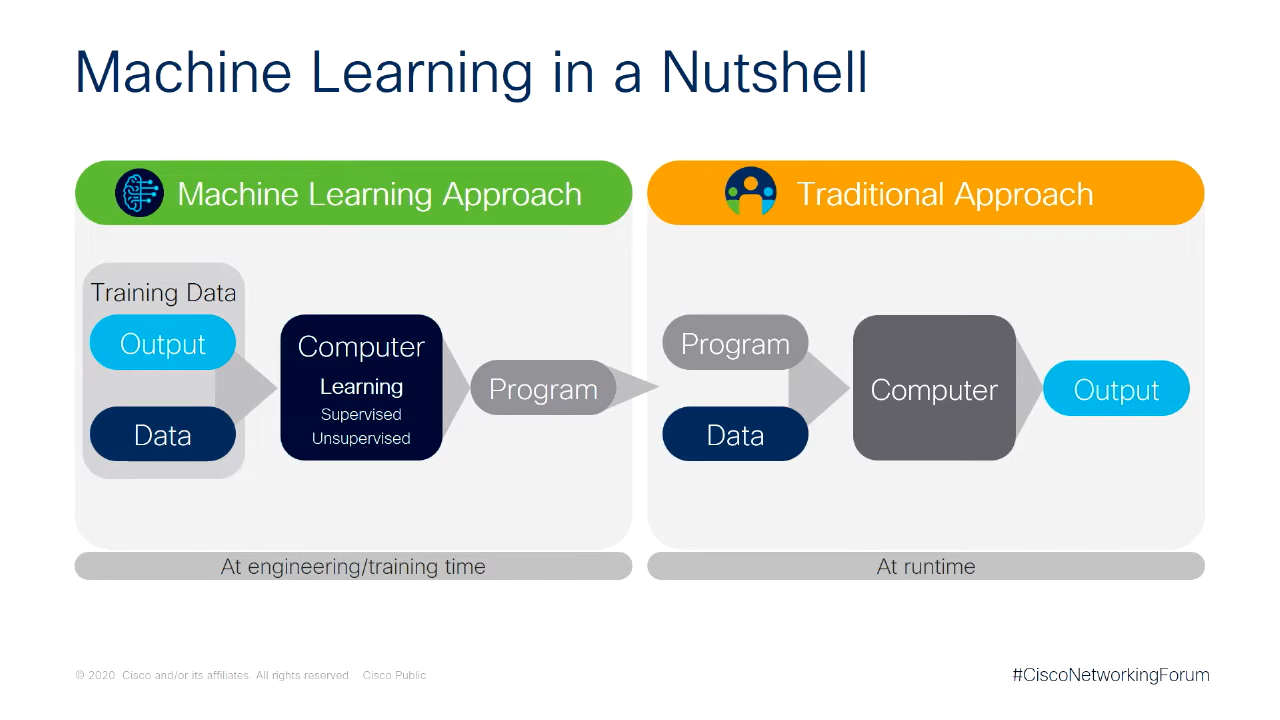 Machine Learning in a Nutshell
Machine Learning Approach
Training Data
Output
Data
Computer
Learning
Supervised
Unsupervised
Program
At engineering/training time
Traditional Approach
Program
Data
Computer
Output
At runtime
© 2020 Cisco and/or its affiliates. All rights reserved. Cisco Public
#CiscoNetworkingForum